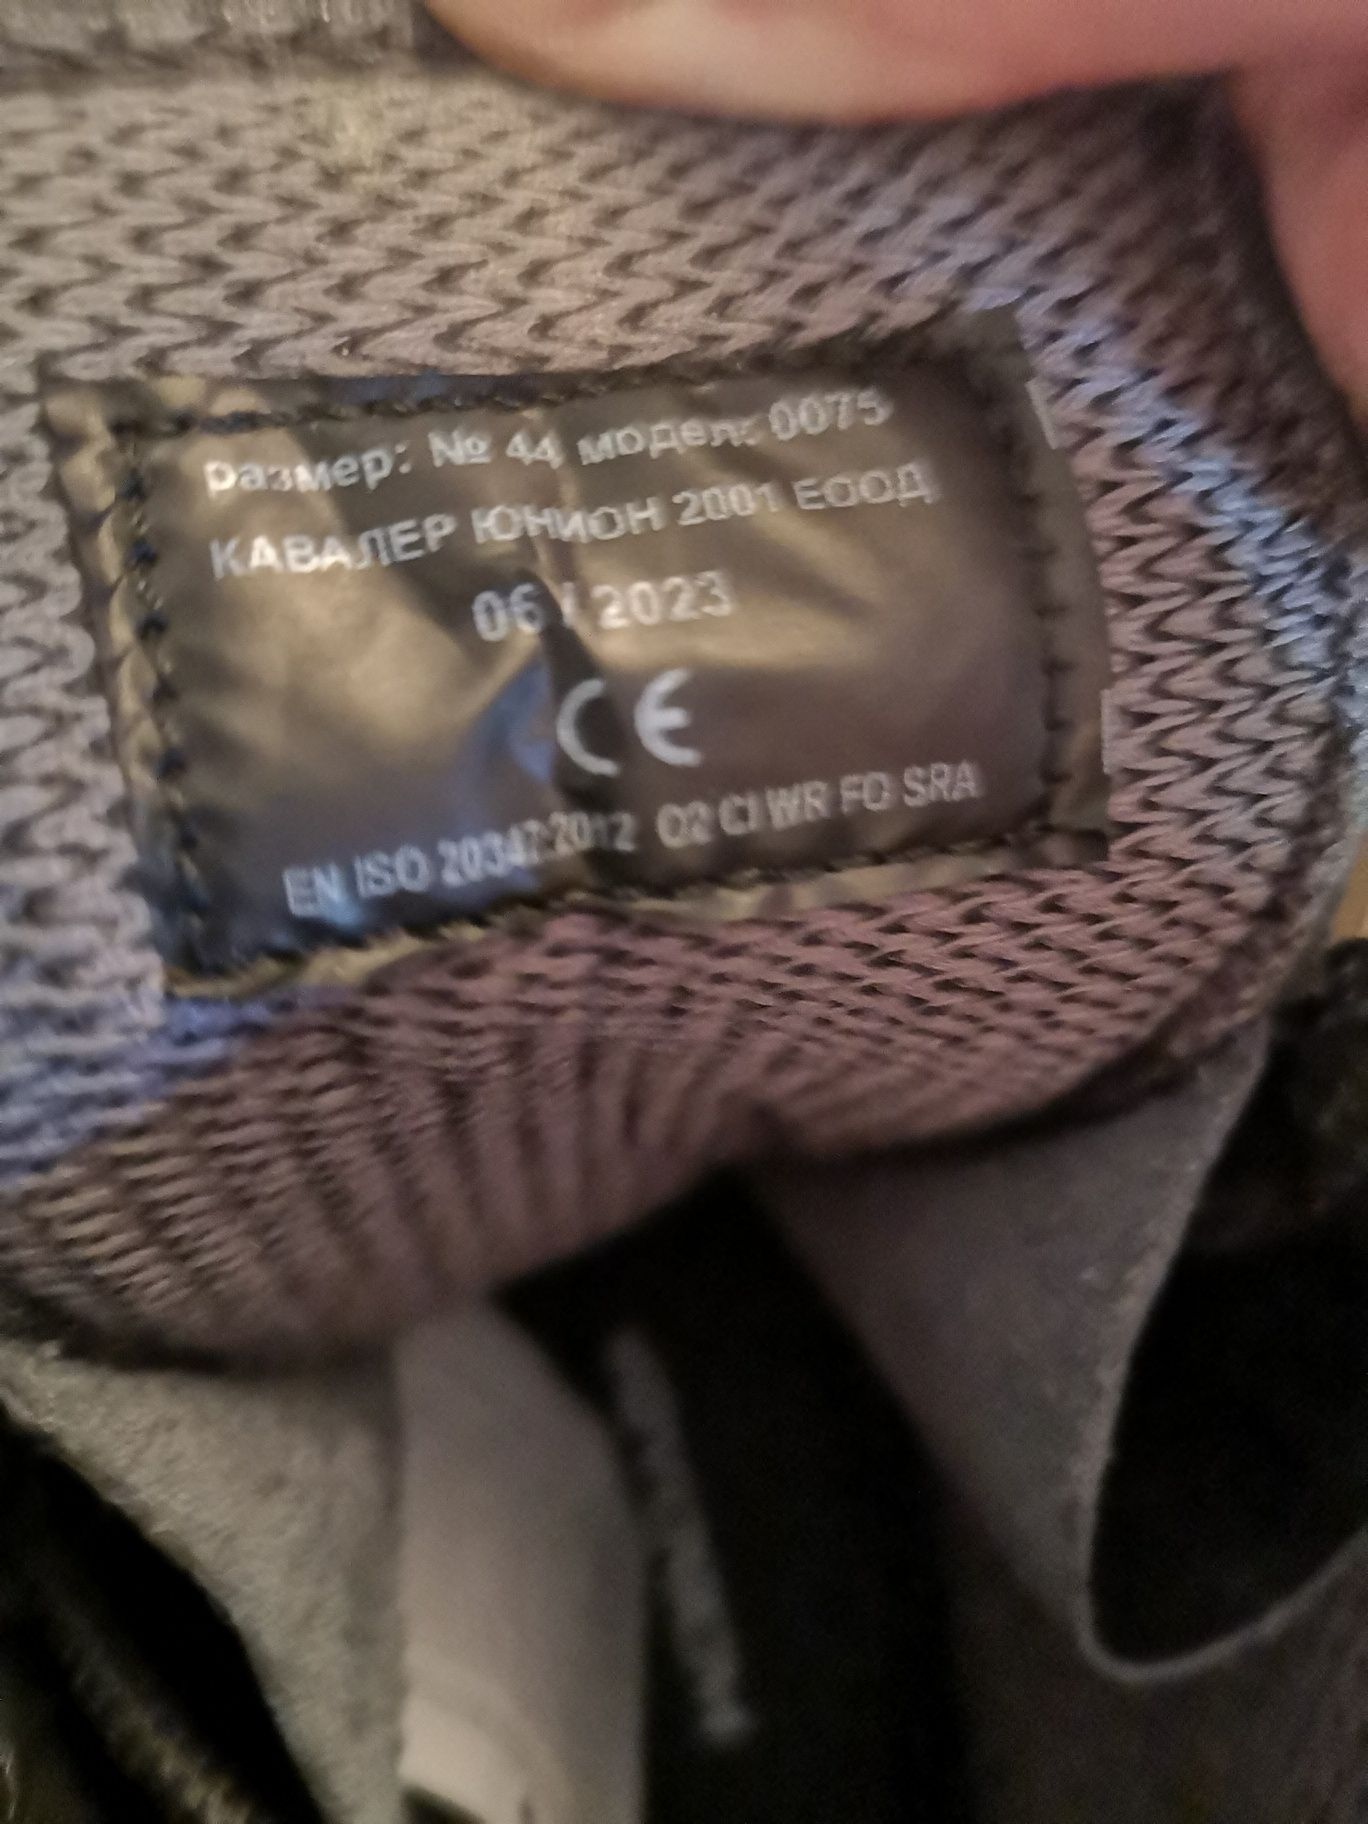 размер: № 44 модел: 0075
КАВАЛЕР ЮНИОН 2001 ЕООД
06 / 2023
CE
EN ISO 20347:2012 O2 CI WR FO SRA